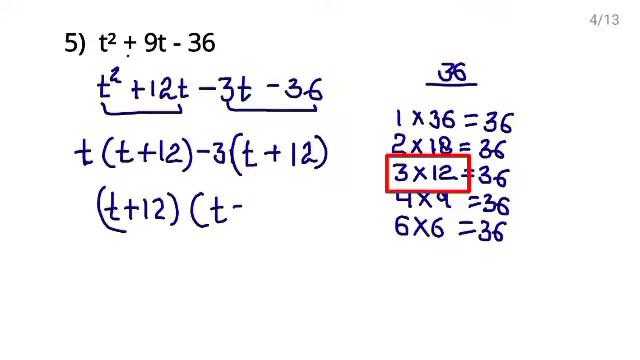 4/13
5) t² + 9t - 36
t² + 12t - 3t - 36
t (t + 12) - 3 (t + 12)
(t + 12) (t -
36
1 × 36 = 36
2 × 18 = 36
3 × 12 = 36
4 × 9 = 36
6 × 6 = 36